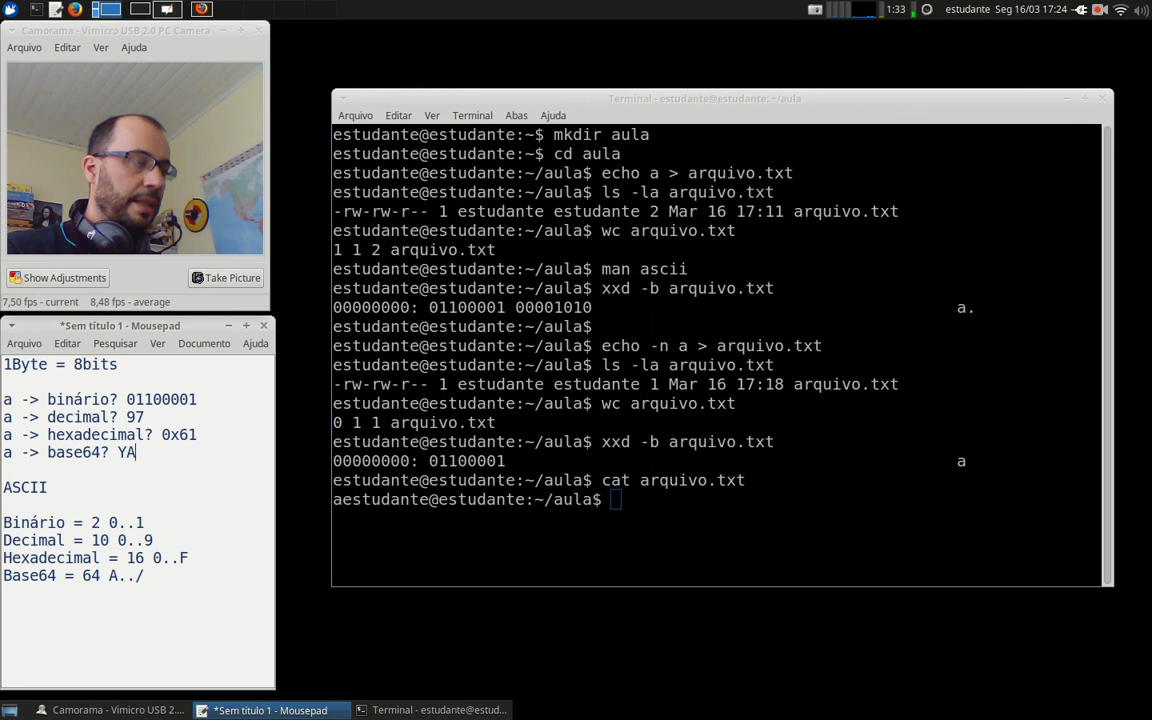 1:33
estudante
Seg 16/03 17:24
Camorama - Vimicro USB 2.0 PC Camera
Arquivo Editar Ver Ajuda
Show Adjustments
Take Picture
7,50 fps - current 8,48 fps - average
*Sem título 1 - Mousepad
Arquivo Editar Pesquisar Ver Documento Ajuda
1Byte = 8bits
a -> binário? 01100001
a -> decimal? 97
a -> hexadecimal? 0x61
a -> base64? YA
ASCII
Binário = 2 0..1
Decimal = 10 0..9
Hexadecimal = 16 0..F
Base64 = 64 A../
Terminal - estudante@estudante: ~/aula
Arquivo Editar Ver Terminal Abas Ajuda
estudante@estudante:~$ mkdir aula
estudante@estudante:~$ cd aula
estudante@estudante:~/aula$ echo a > arquivo.txt
estudante@estudante:~/aula$ ls -la arquivo.txt
-rw-rw-r-- 1 estudante estudante 2 Mar 16 17:11 arquivo.txt
estudante@estudante:~/aula$ wc arquivo.txt
1 1 2 arquivo.txt
estudante@estudante:~/aula$ man ascii
estudante@estudante:~/aula$ xxd -b arquivo.txt
00000000: 01100001 00001010 a.
estudante@estudante:~/aula$
estudante@estudante:~/aula$ echo -n a > arquivo.txt
estudante@estudante:~/aula$ ls -la arquivo.txt
-rw-rw-r-- 1 estudante estudante 1 Mar 16 17:18 arquivo.txt
estudante@estudante:~/aula$ wc arquivo.txt
0 1 1 arquivo.txt
estudante@estudante:~/aula$ xxd -b arquivo.txt
00000000: 01100001 a
estudante@estudante:~/aula$ cat arquivo.txt
aestudante@estudante:~/aula$
Camorama - Vimicro USB 2....
*Sem título 1 - Mousepad
Terminal - estudante@estud...